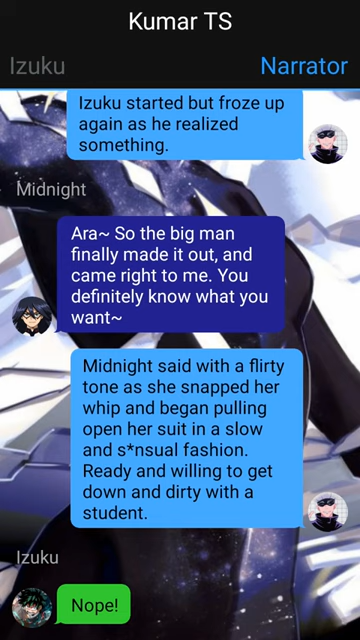 Kumar TS
Izuku
Narrator
Izuku started but froze up
again as he realized
something.
Midnight
Ara~ So the big man
finally made it out, and
came right to me. You
definitely know what you
want~
Midnight said with a flirty
tone as she snapped her
whip and began pulling
open her suit in a slow
and s*nsual fashion.
Ready and willing to get
down and dirty with a
student.
Izuku
Nope!